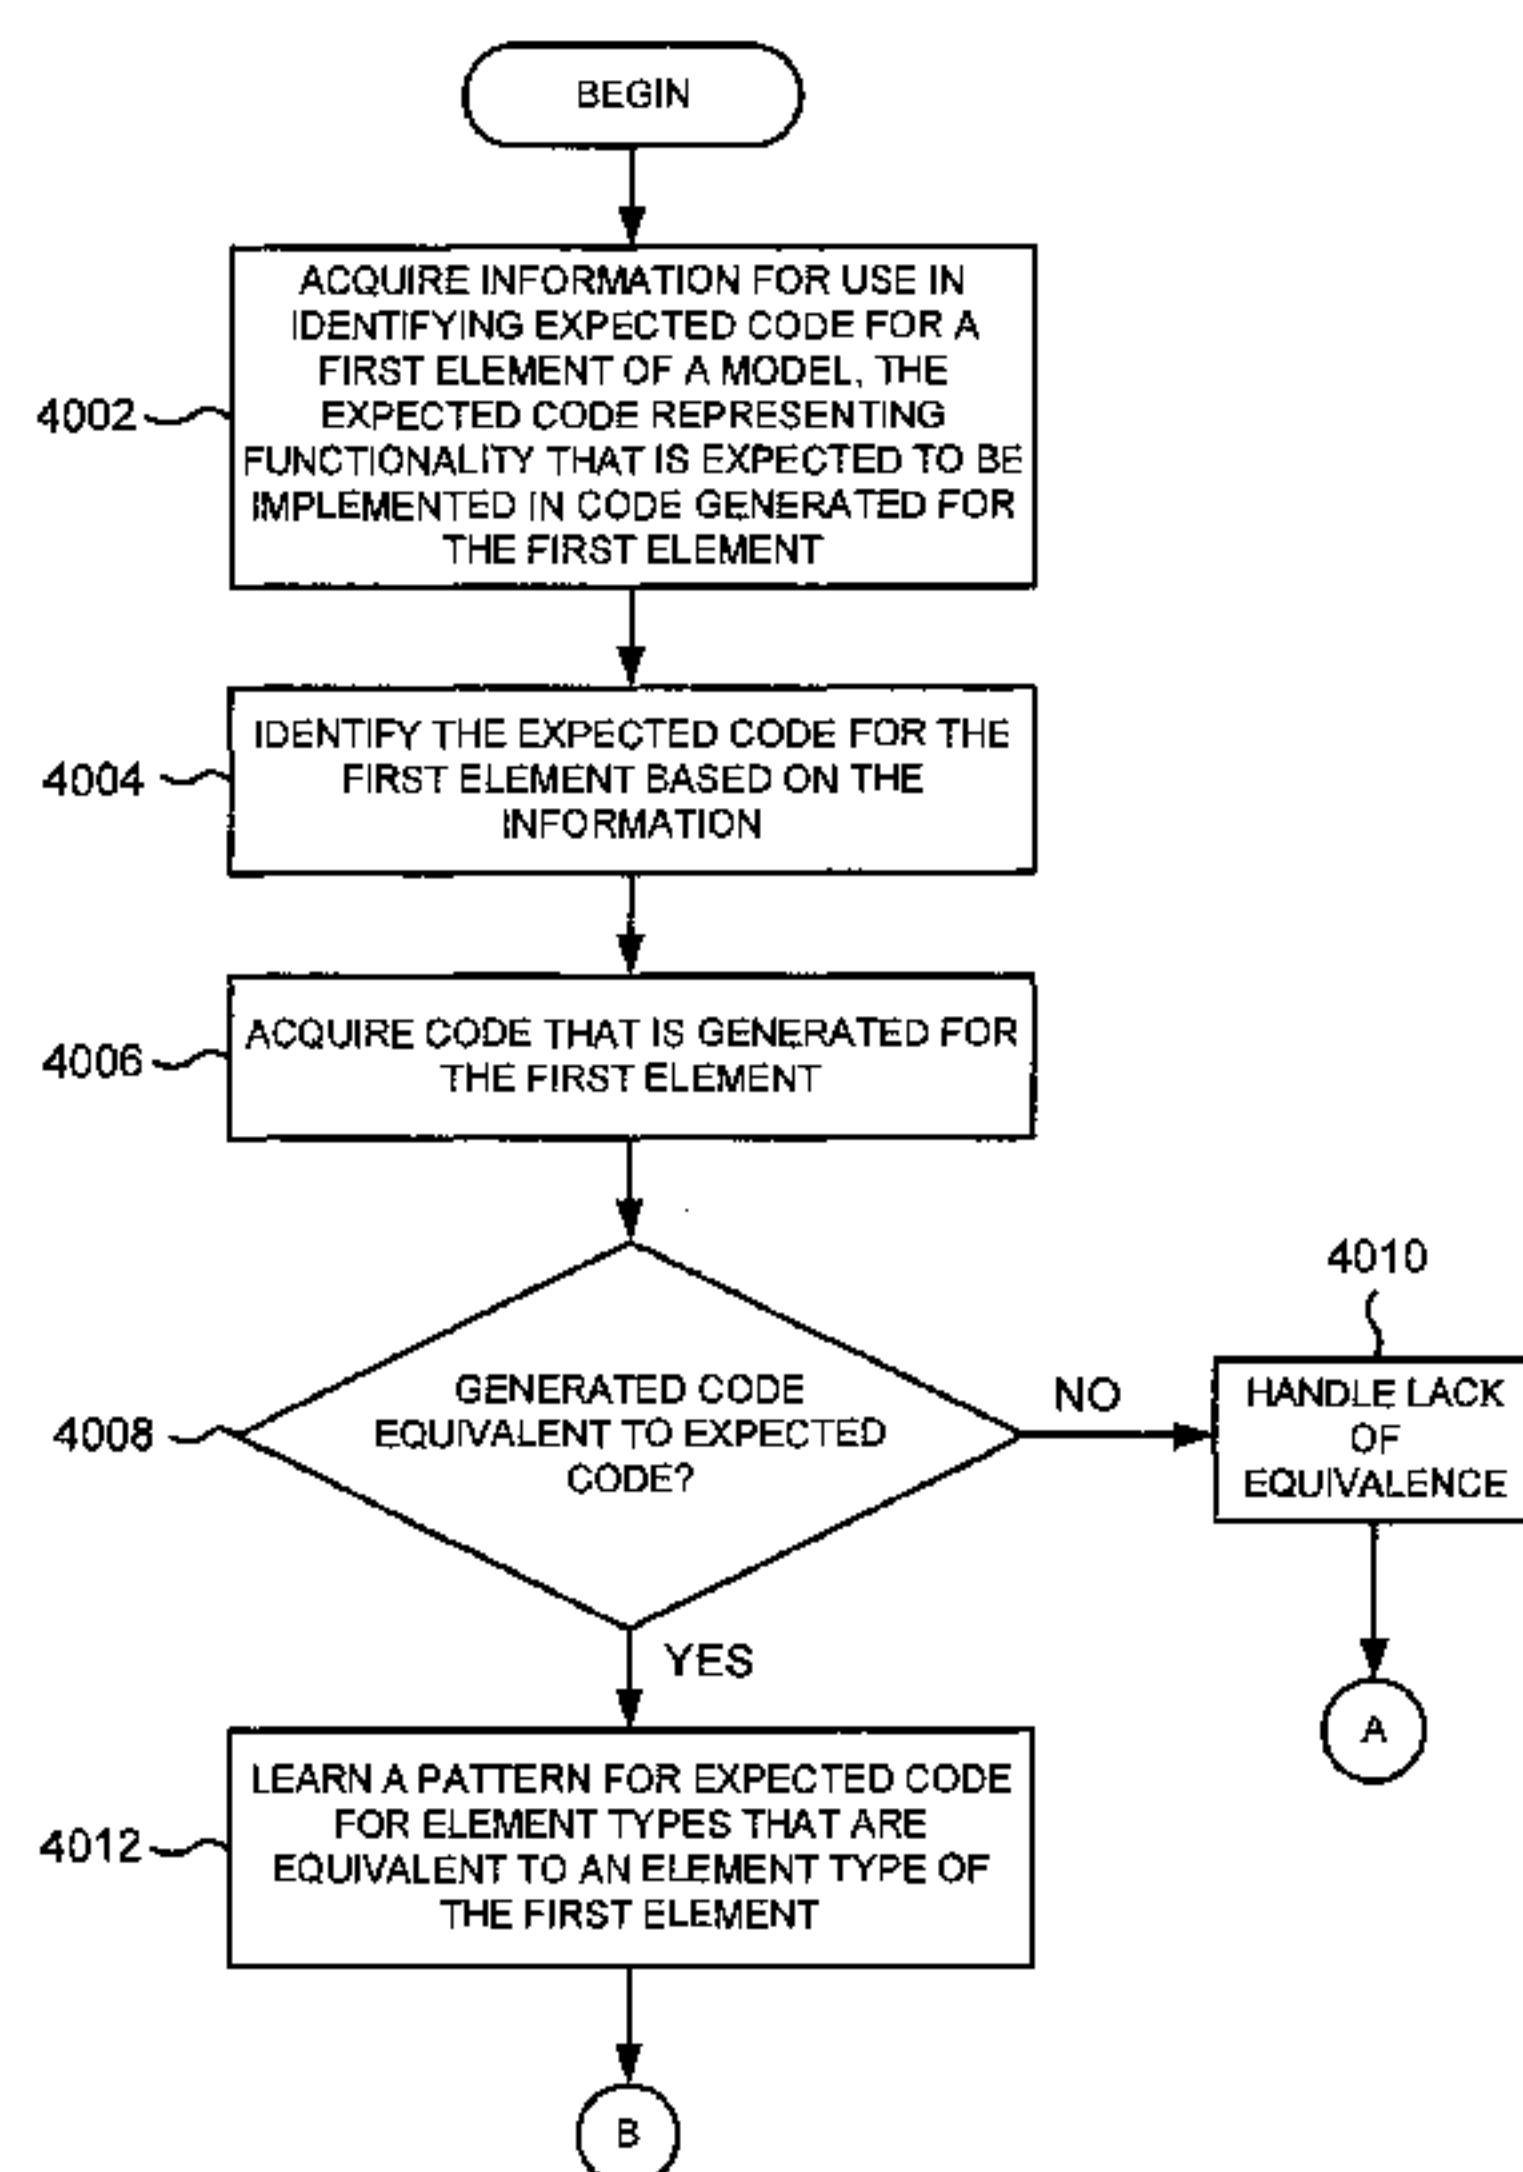 BEGIN
ACQUIRE INFORMATION FOR USE IN
IDENTIFYING EXPECTED CODE FOR A
FIRST ELEMENT OF A MODEL, THE
EXPECTED CODE REPRESENTING
FUNCTIONALITY THAT IS EXPECTED TO BE
IMPLEMENTED IN CODE GENERATED FOR
THE FIRST ELEMENT
4002
IDENTIFY THE EXPECTED CODE FOR THE
FIRST ELEMENT BASED ON THE
INFORMATION
4004
ACQUIRE CODE THAT IS GENERATED FOR
THE FIRST ELEMENT
4006
GENERATED CODE
EQUIVALENT TO EXPECTED
CODE?
4008
NO
4010
HANDLE LACK
OF
EQUIVALENCE
A
YES
LEARN A PATTERN FOR EXPECTED CODE
FOR ELEMENT TYPES THAT ARE
EQUIVALENT TO AN ELEMENT TYPE OF
THE FIRST ELEMENT
4012
B